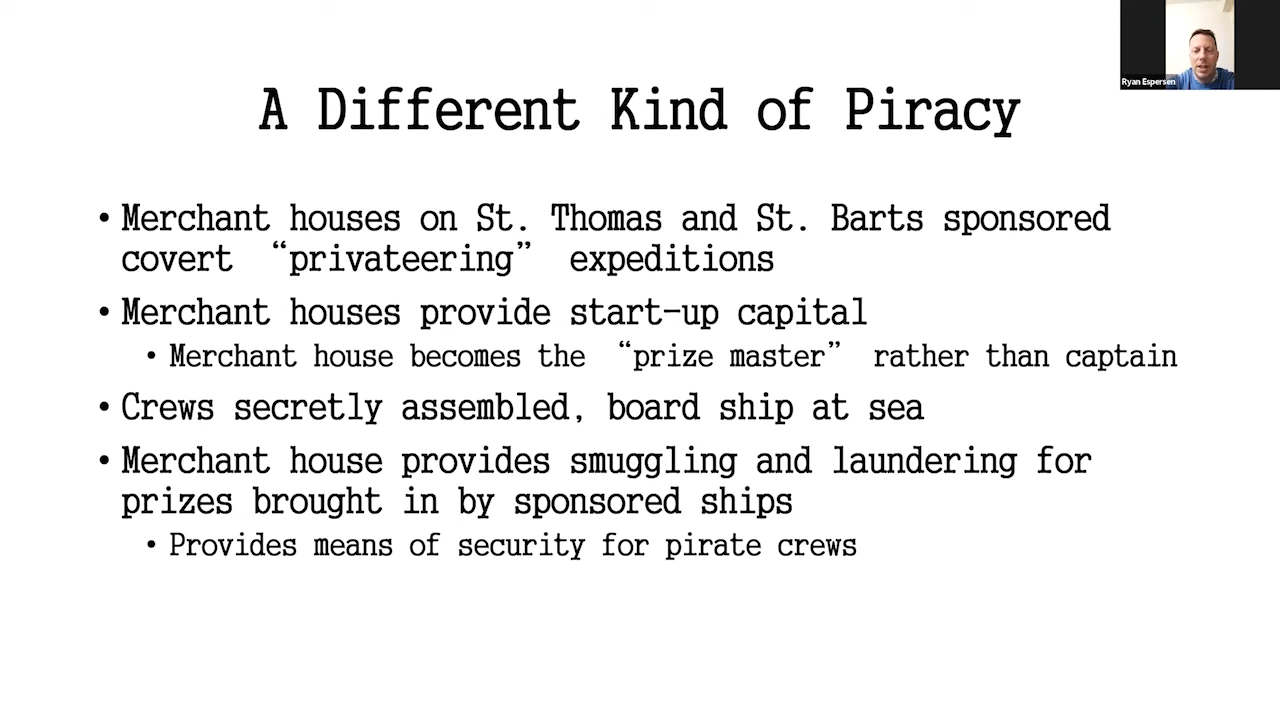 Ryan Espersen
A Different Kind of Piracy
• Merchant houses on St. Thomas and St. Barts sponsored
covert “privateering” expeditions
• Merchant houses provide start-up capital
• Merchant house becomes the “prize master” rather than captain
• Crews secretly assembled, board ship at sea
• Merchant house provides smuggling and laundering for
prizes brought in by sponsored ships
• Provides means of security for pirate crews